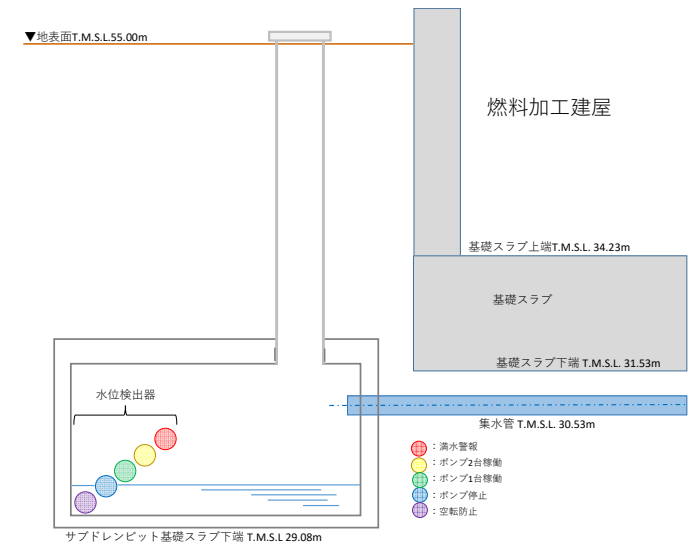 ▼地表面T.M.S.L.55.00m
燃料加工建屋
基礎スラブ上端T.M.S.L. 34.23m
基礎スラブ
基礎スラブ下端 T.M.S.L. 31.53m
水位検出器
集水管 T.M.S.L. 30.53m
：満水警報
：ポンプ2台稼働
：ポンプ1台稼働
：ポンプ停止
：空転防止
サブドレンピット基礎スラブ下端 T.M.S.L 29.08m